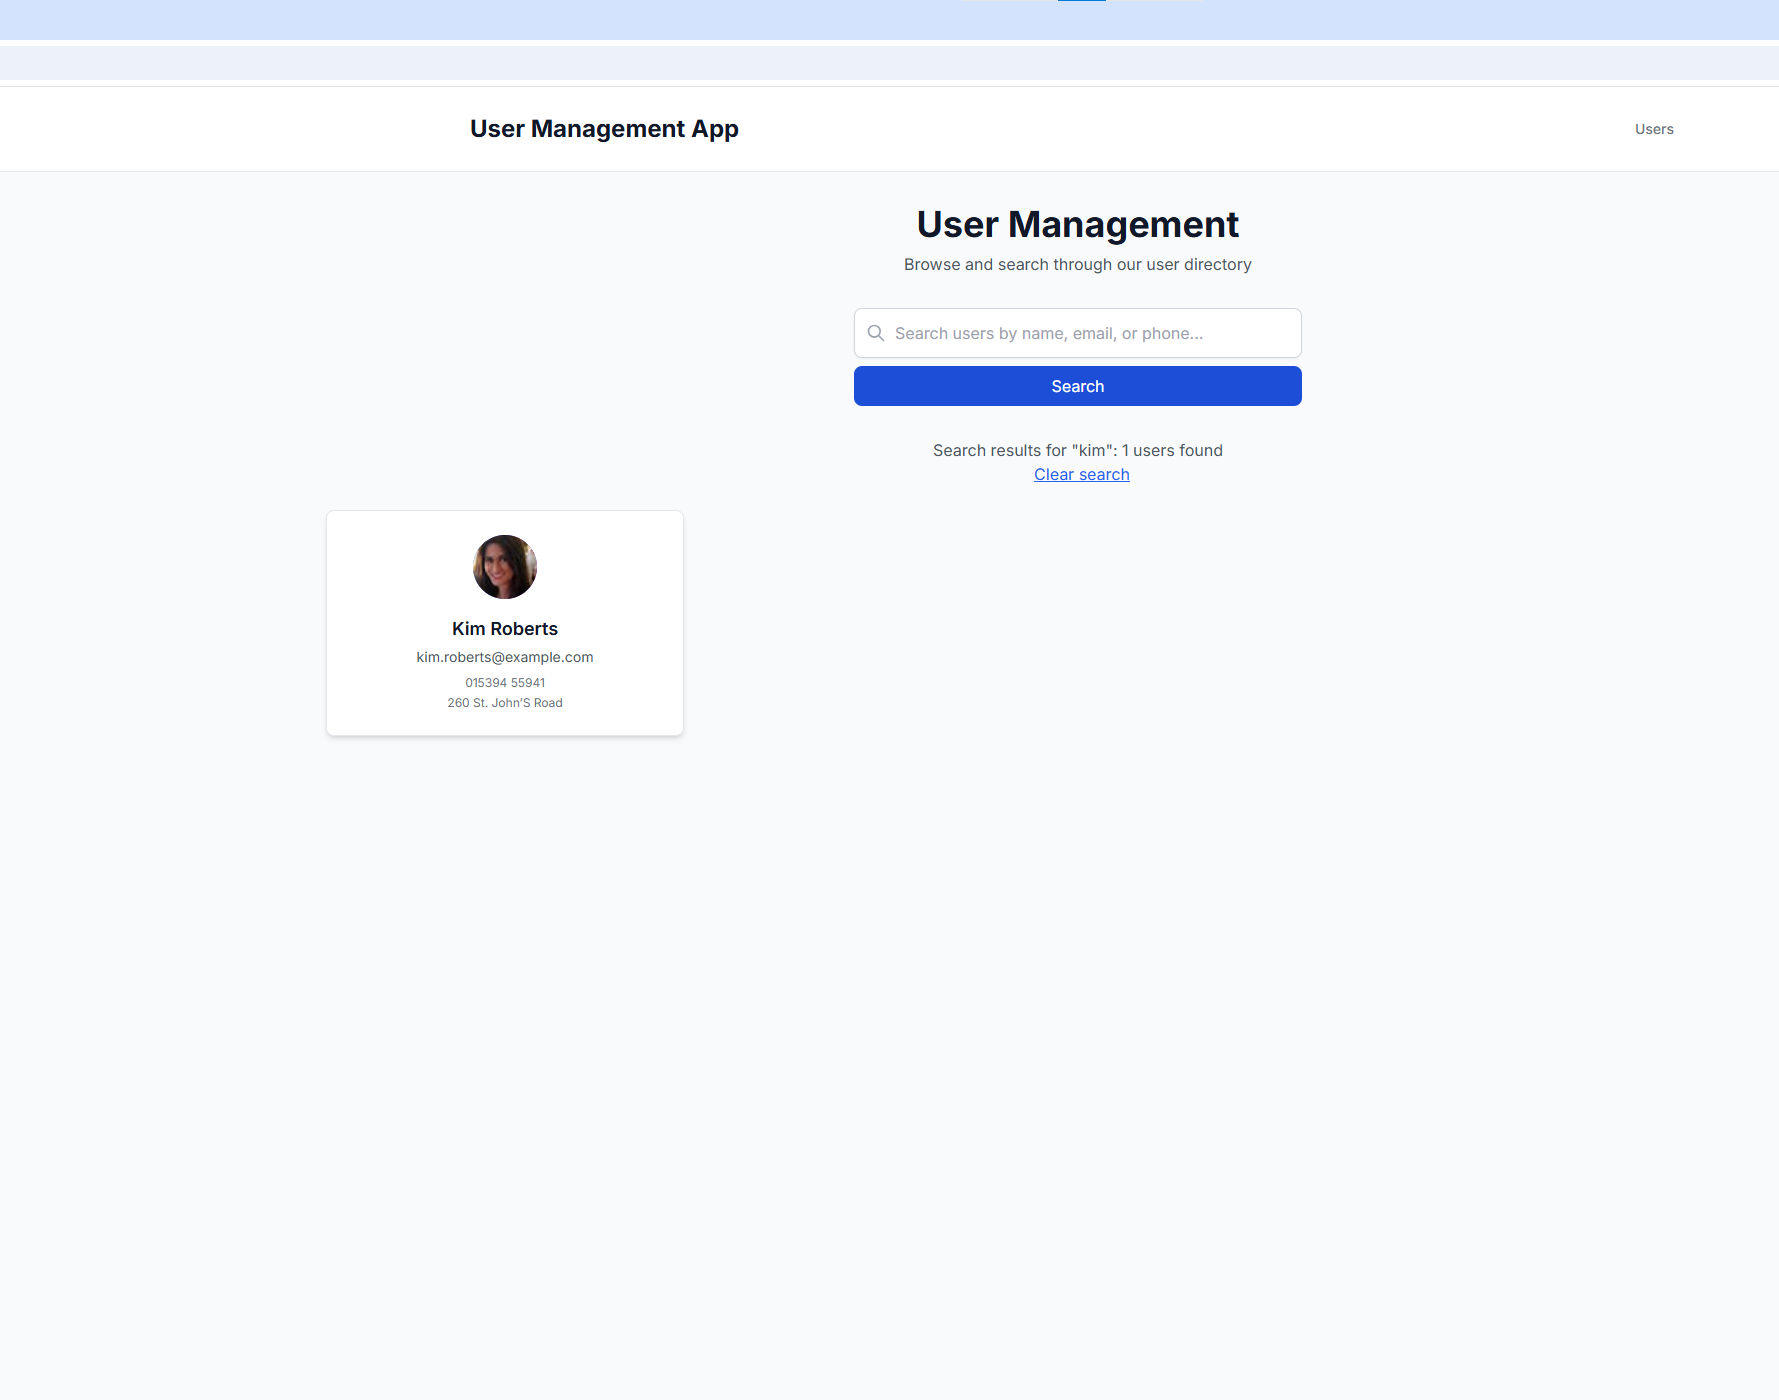 User Management App
Users
User Management
Browse and search through our user directory
Search users by name, email, or phone...
Search
Search results for "kim": 1 users found
Clear search
Kim Roberts
kim.roberts@example.com
015394 55941
260 St. John'S Road